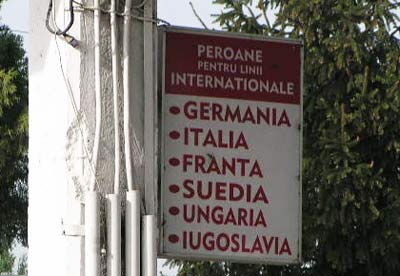 PEROANE
PENTRU LINII
INTERNATIONALE
• GERMANIA
• ITALIA
• FRANTA
• SUEDIA
• UNGARIA
• IUGOSLAVIA